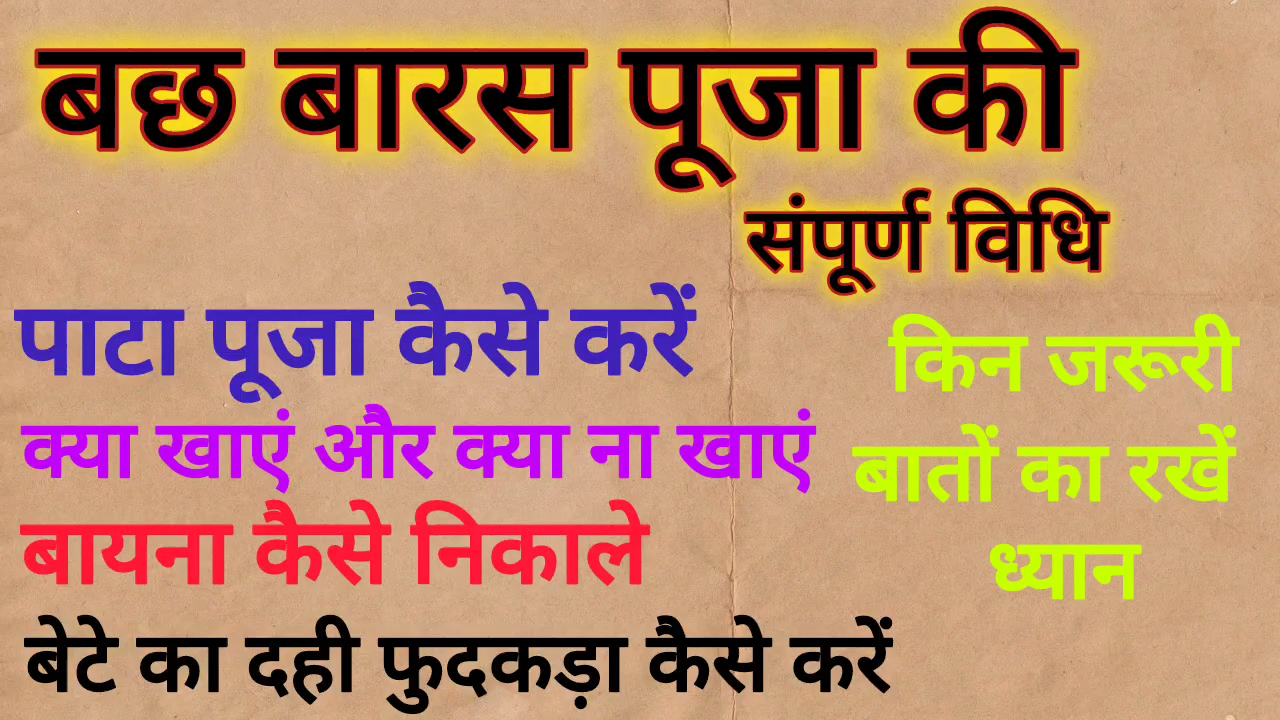 बछ बारस पूजा की
संपूर्ण विधि
पाटा पूजा कैसे करें
क्या खाएं और क्या ना खाएं
बायना कैसे निकाले
बेटे का दही फुदकड़ा कैसे करें
किन जरूरी
बातों का रखें
ध्यान